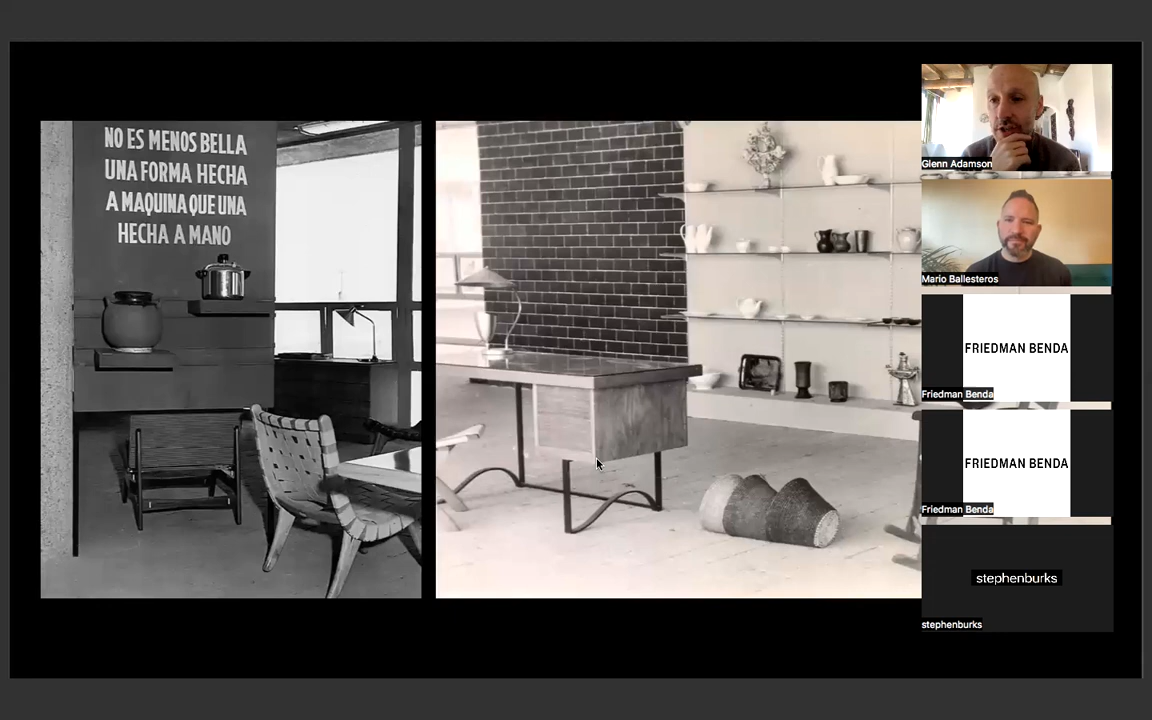 NO ES MENOS BELLA
UNA FORMA HECHA
A MAQUINA QUE UNA
HECHA A MANO
Glenn Adamson
Mario Ballesteros
FRIEDMAN BENDA
Friedman Benda
FRIEDMAN BENDA
Friedman Benda
stephenburks
stephenburks